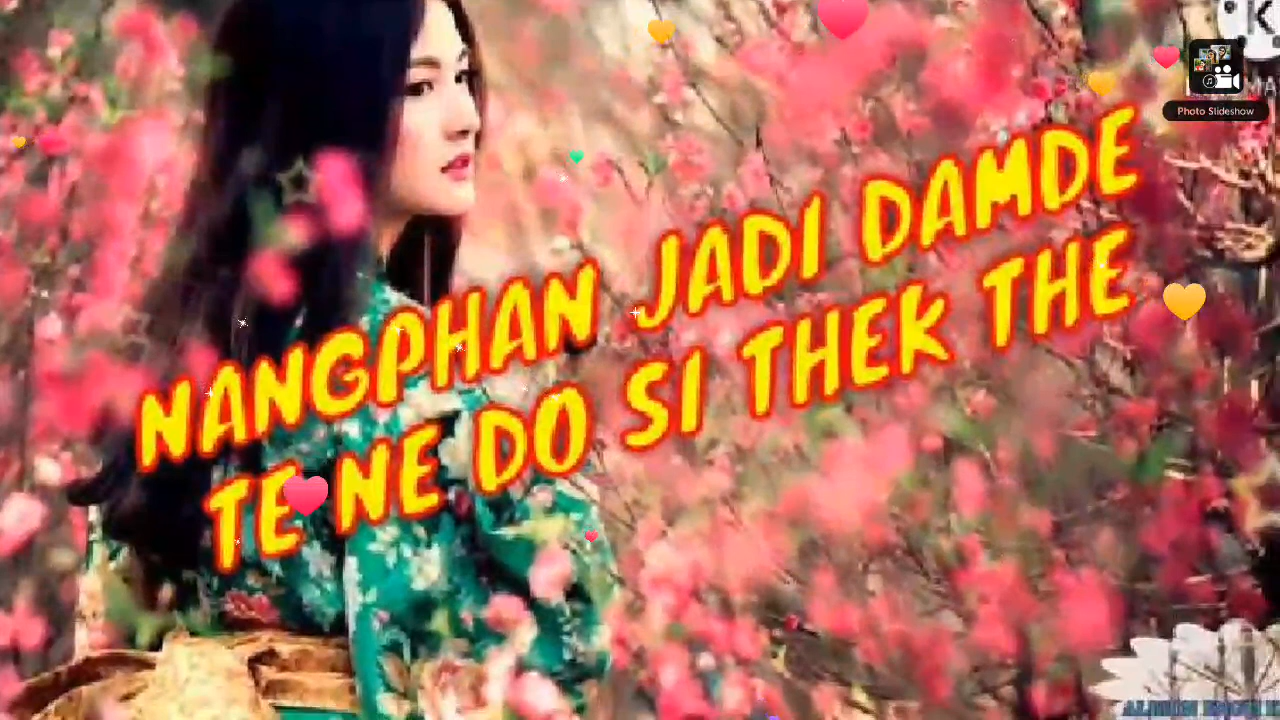 K
Photo Slideshow
NANGPHAN JADI DAMDE
TE NE DO SI THEK THE